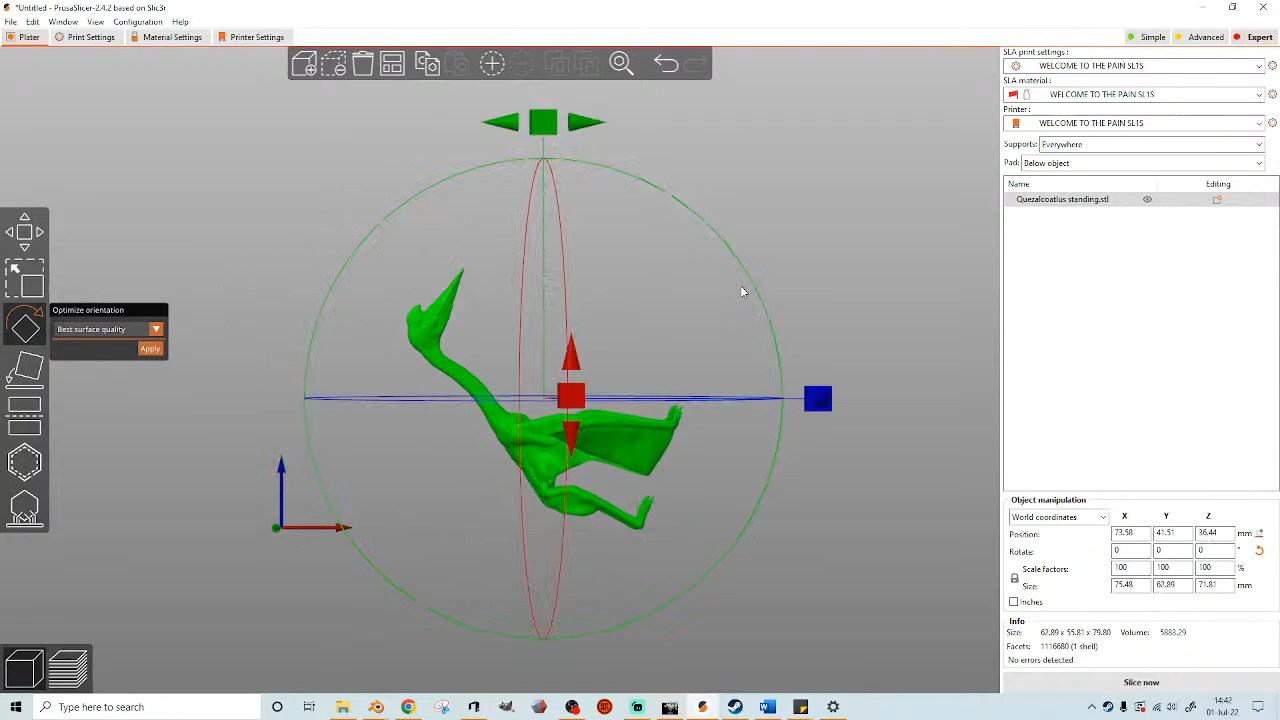 *Untitled - PrusaSlicer-2.4.2 based on Slic3r
File Edit Window View Configuration Help
Plater Print Settings Material Settings Printer Settings
Simple Advanced Expert
SLA print settings :
WELCOME TO THE PAIN SL1S
SLA material :
WELCOME TO THE PAIN SL1S
Printer :
WELCOME TO THE PAIN SL1S
Supports: Everywhere
Pad: Below object
Name Editing
Quezalcoatlus standing.stl
Optimize orientation
Best surface quality
Apply
Object manipulation
World coordinates X Y Z
Position: 73.58 41.51 36.44 mm
Rotate: 0 0 0 °
Scale factors: 100 100 100 %
Size: 75.48 62.89 71.81 mm
Inches
Info
Size: 62.89 x 55.81 x 79.80 Volume: 5883.29
Facets: 1116680 (1 shell)
No errors detected
Slice now
Type here to search
14:42
01-Jul-22